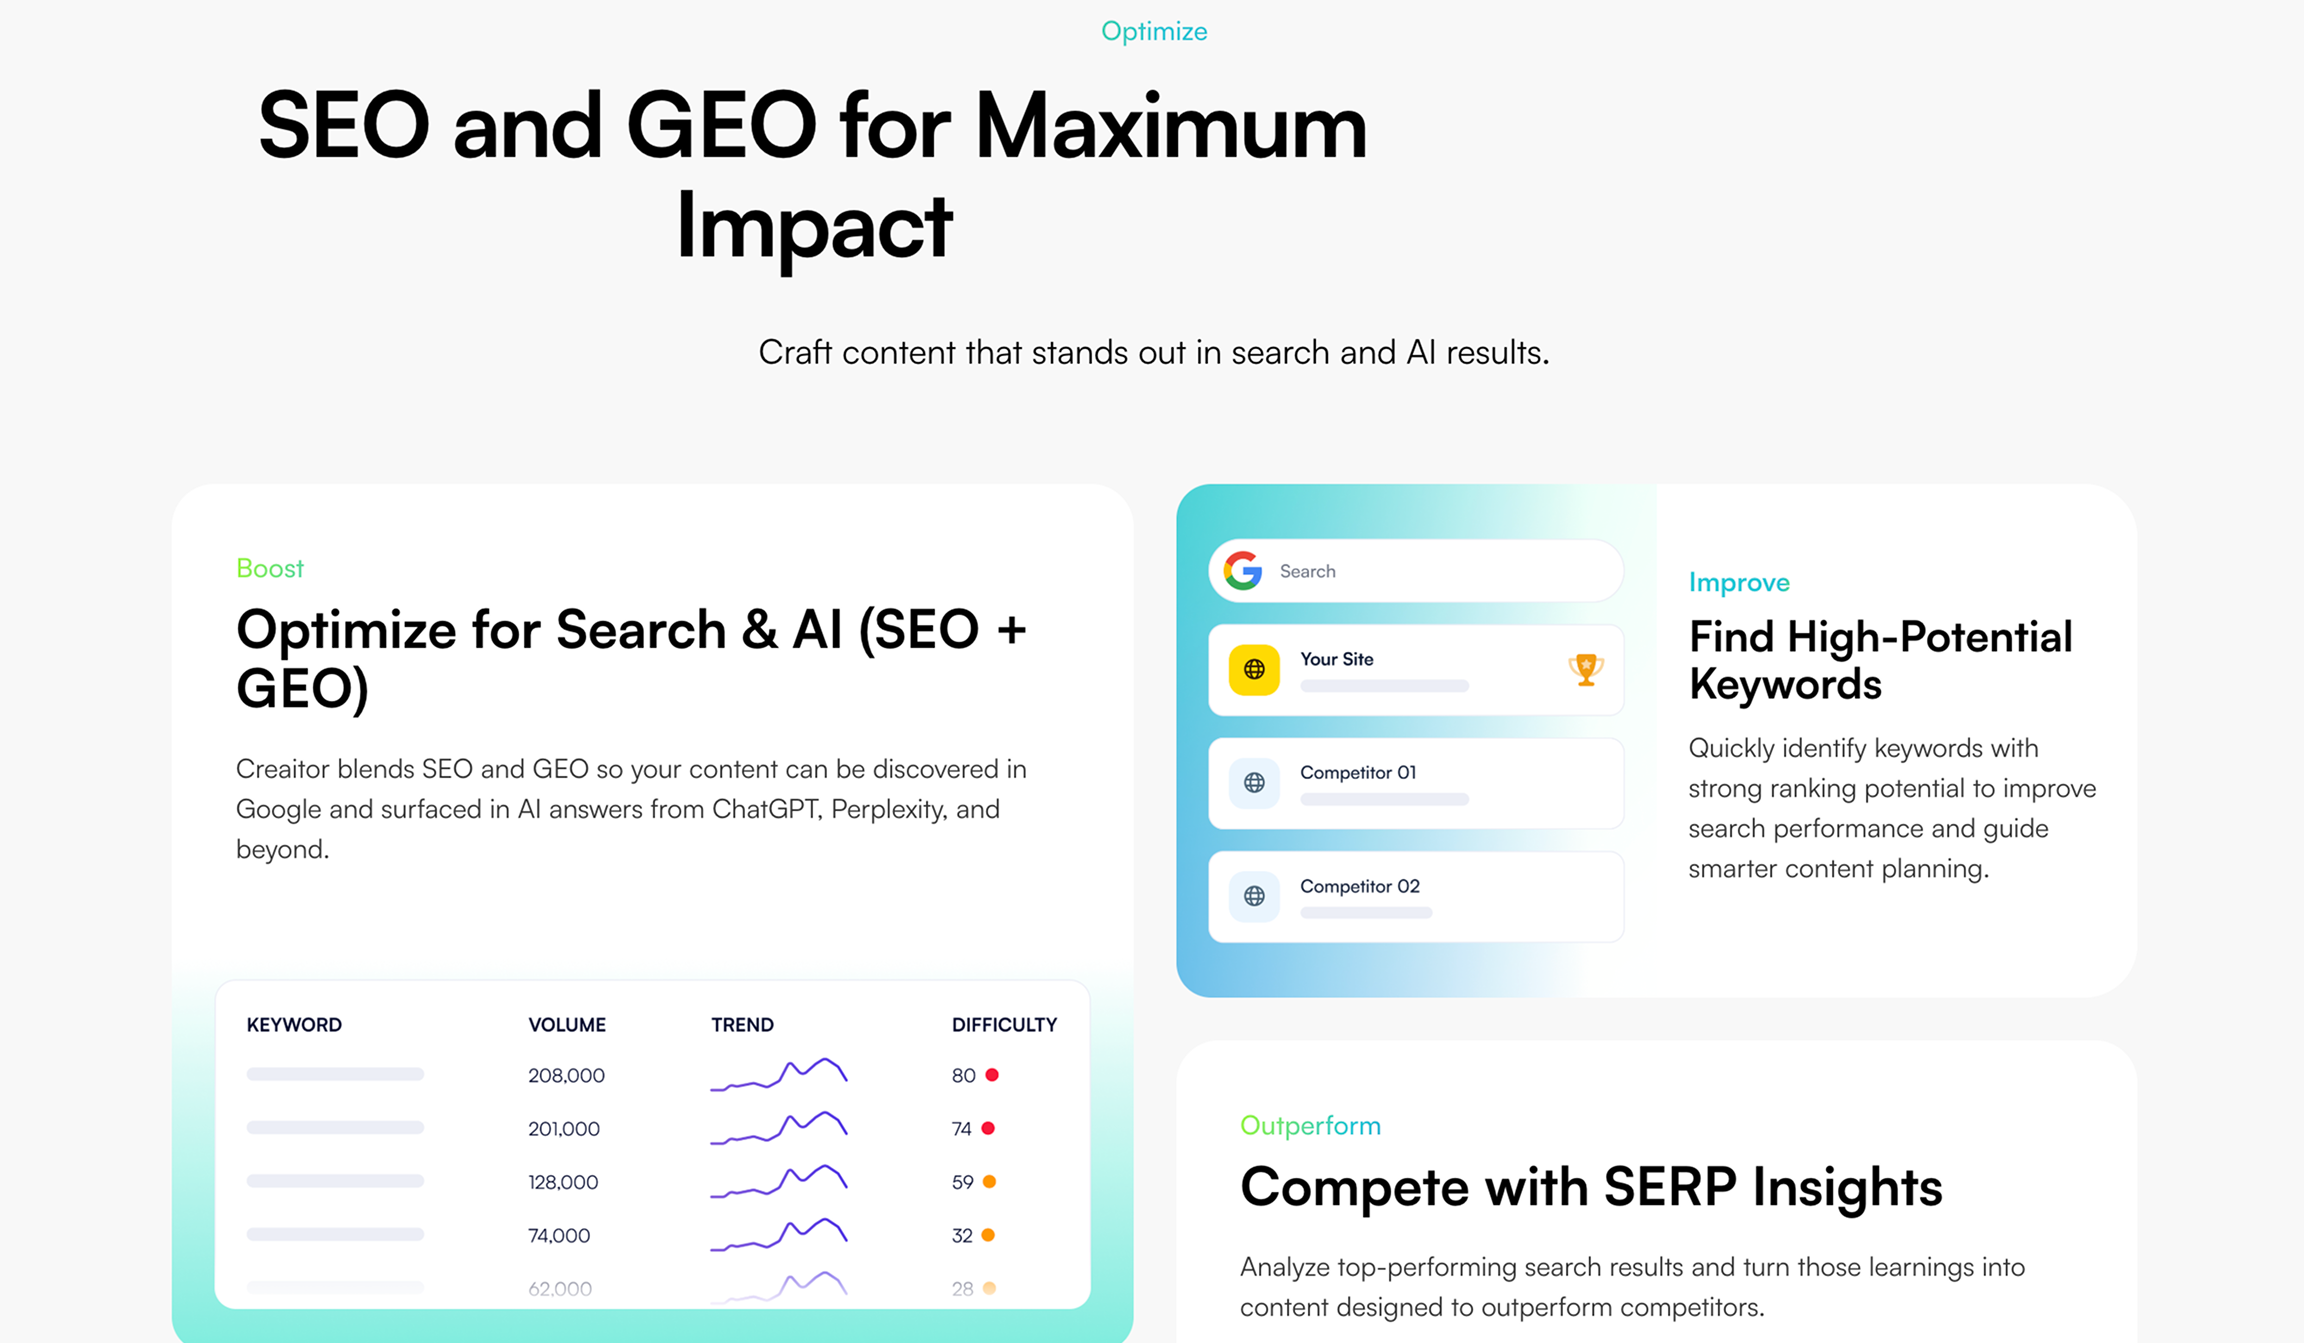 Optimize
SEO and GEO for Maximum
Impact
Craft content that stands out in search and AI results.
Boost
Optimize for Search & AI (SEO +
GEO)
Creaitor blends SEO and GEO so your content can be discovered in
Google and surfaced in AI answers from ChatGPT, Perplexity, and
beyond.
KEYWORD VOLUME TREND DIFFICULTY
208,000 80
201,000 74
128,000 59
74,000 32
62,000 28
Search
Your Site
Competitor 01
Competitor 02
Improve
Find High-Potential
Keywords
Quickly identify keywords with
strong ranking potential to improve
search performance and guide
smarter content planning.
Outperform
Compete with SERP Insights
Analyze top-performing search results and turn those learnings into
content designed to outperform competitors.